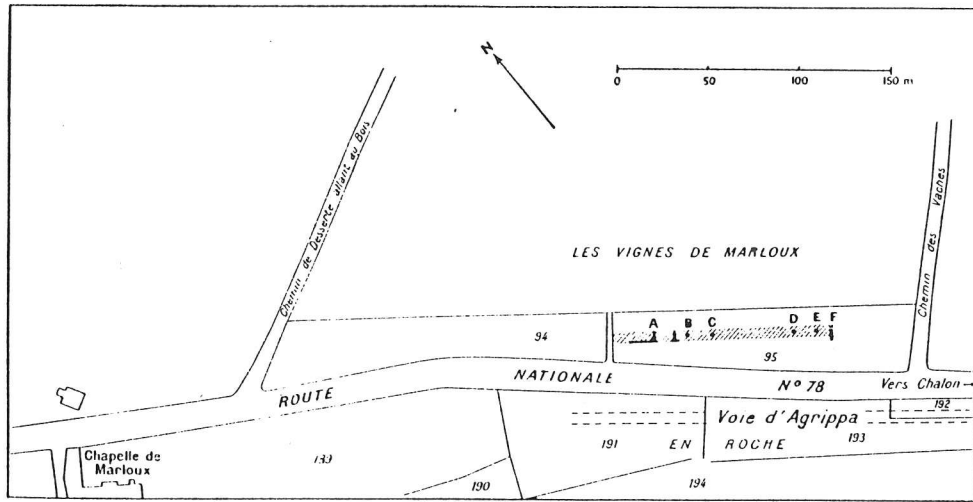 N
0 50 100 150 m
Chemin de Desserte allant au Bois
Chemin des Vaches
LES VIGNES DE MARLOUX
A B C D E F
94
95
ROUTE NATIONALE Nº 78
Vers Chalon
192
Voie d'Agrippa
191 EN ROCHE 193
Chapelle de
Marloux
139
190
194